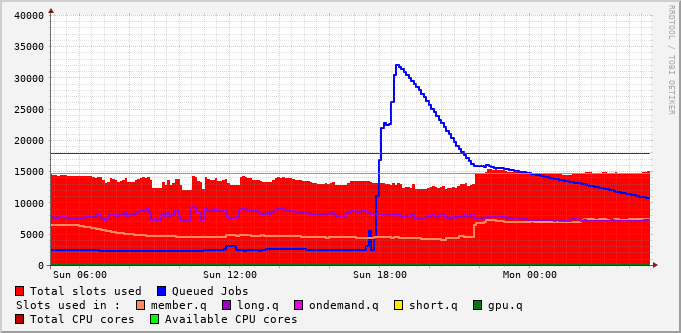 RRDTOOL / TOBI OETIKER
40000
35000
30000
25000
20000
15000
10000
5000
0
Sun 06:00 Sun 12:00 Sun 18:00 Mon 00:00
Total slots used Queued Jobs
Slots used in : member.q long.q ondemand.q short.q gpu.q
Total CPU cores Available CPU cores